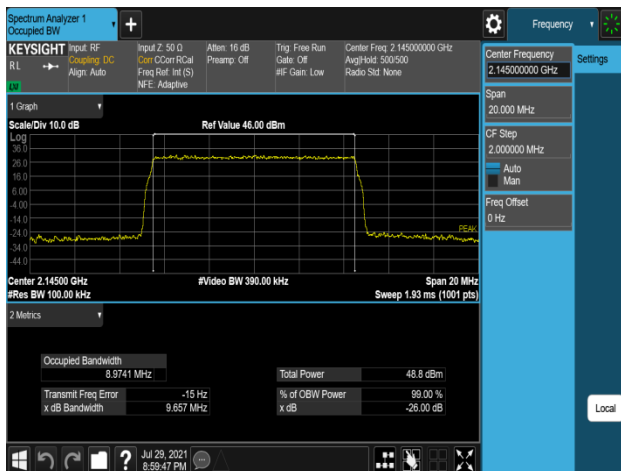 Spectrum Analyzer 1
Occupied BW
Frequency
KEYSIGHT
RL
LW
Input: RF
Coupling: DC
Align: Auto
Input Z: 50 Ω
Corr CCorr RCal
Freq Ref: Int (S)
NFE: Adaptive
Atten: 16 dB
Preamp: Off
Trig: Free Run
Gate: Off
#IF Gain: Low
Center Freq: 2.145000000 GHz
Avg|Hold: 500/500
Radio Std: None
Center Frequency
2.145000000 GHz
Settings
Span
20.000 MHz
CF Step
2.000000 MHz
Auto
Man
Freq Offset
0 Hz
1 Graph
Scale/Div 10.0 dB
Ref Value 46.00 dBm
Log
36.0
26.0
16.0
6.00
-4.00
-14.0
-24.0
-34.0
-44.0
PEAK
Center 2.14500 GHz
#Video BW 390.00 kHz
Span 20 MHz
#Res BW 100.00 kHz
Sweep 1.93 ms (1001 pts)
2 Metrics
Occupied Bandwidth
8.9741 MHz
Total Power
48.8 dBm
Transmit Freq Error
-15 Hz
% of OBW Power
99.00 %
x dB Bandwidth
9.657 MHz
x dB
-26.00 dB
Local
?
Jul 29, 2021
8:59:47 PM